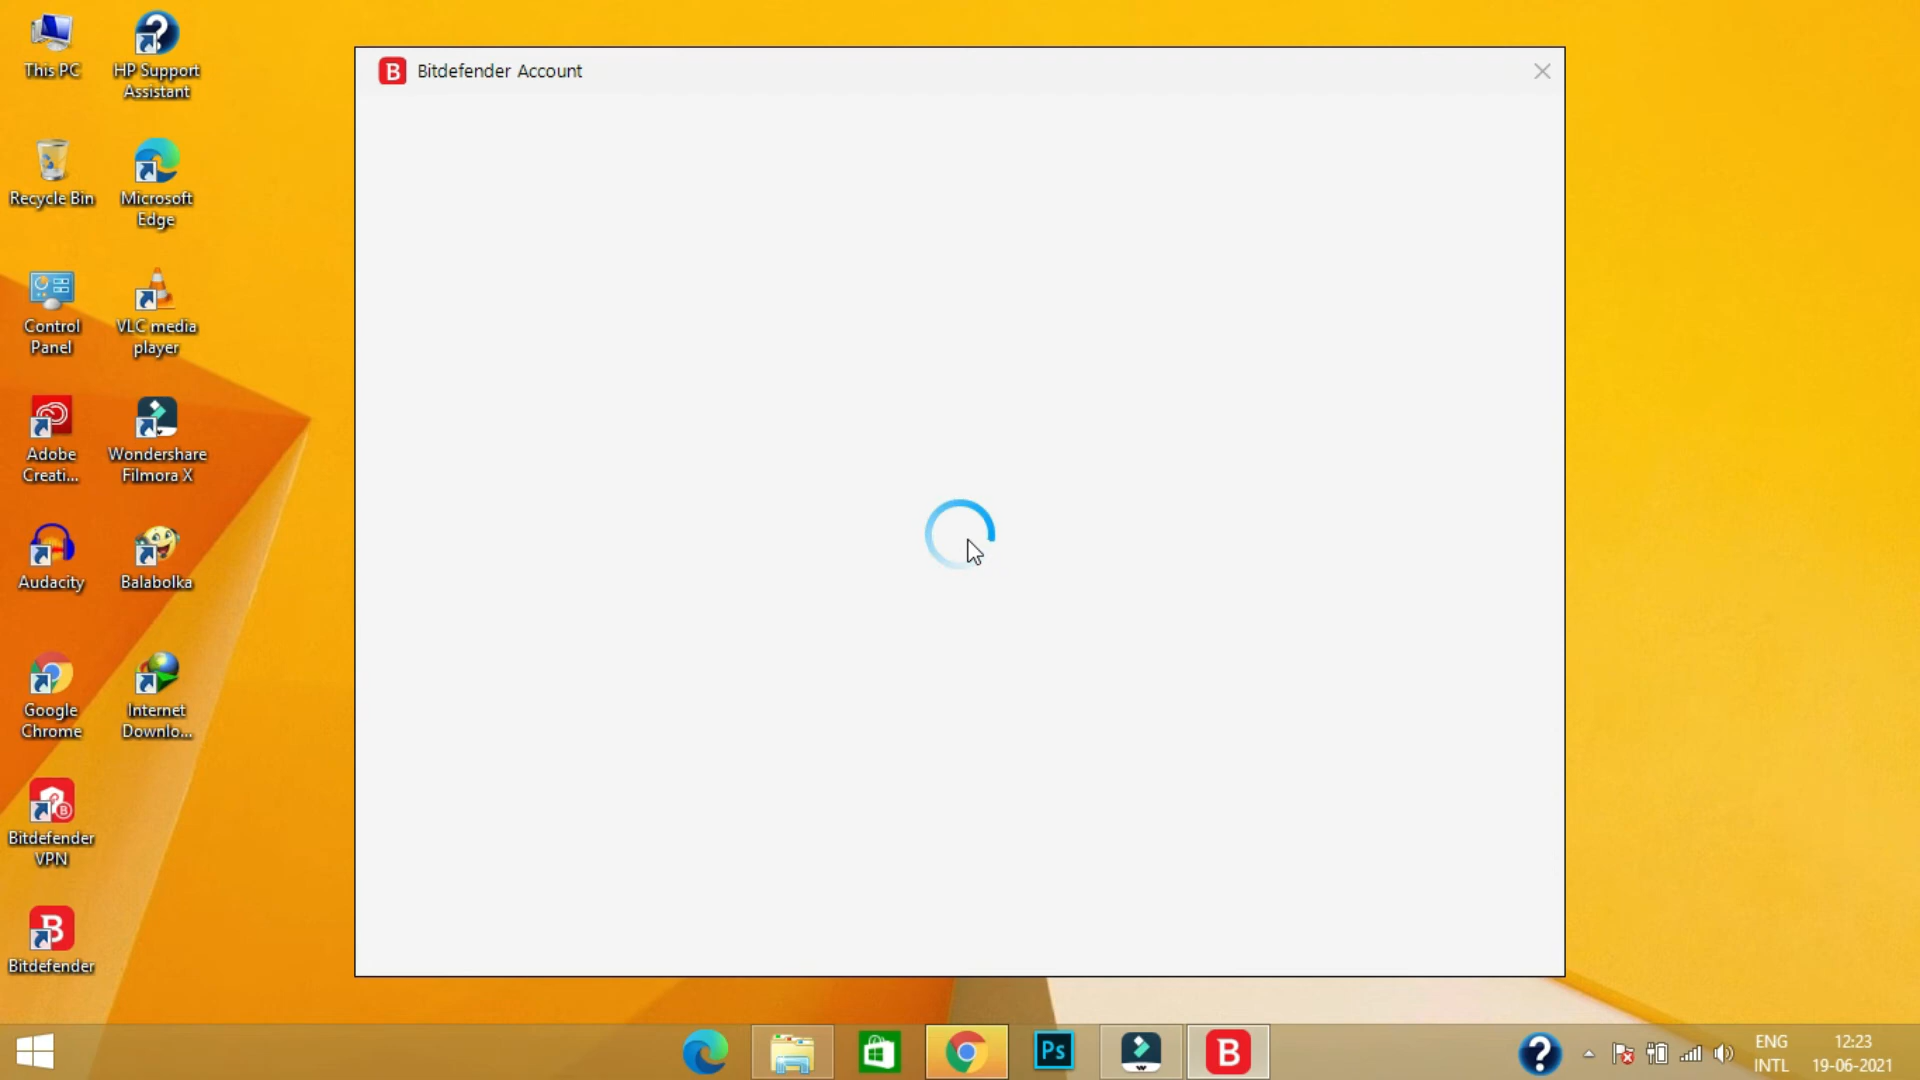 This PC
HP Support
Assistant
Recycle Bin
Microsoft
Edge
Control
Panel
VLC media
player
Adobe
Creati...
Wondershare
Filmora X
Audacity
Balabolka
Google
Chrome
Internet
Downlo...
Bitdefender
VPN
Bitdefender
B Bitdefender Account
Ps
B
ENG
INTL
12:23
19-06-2021